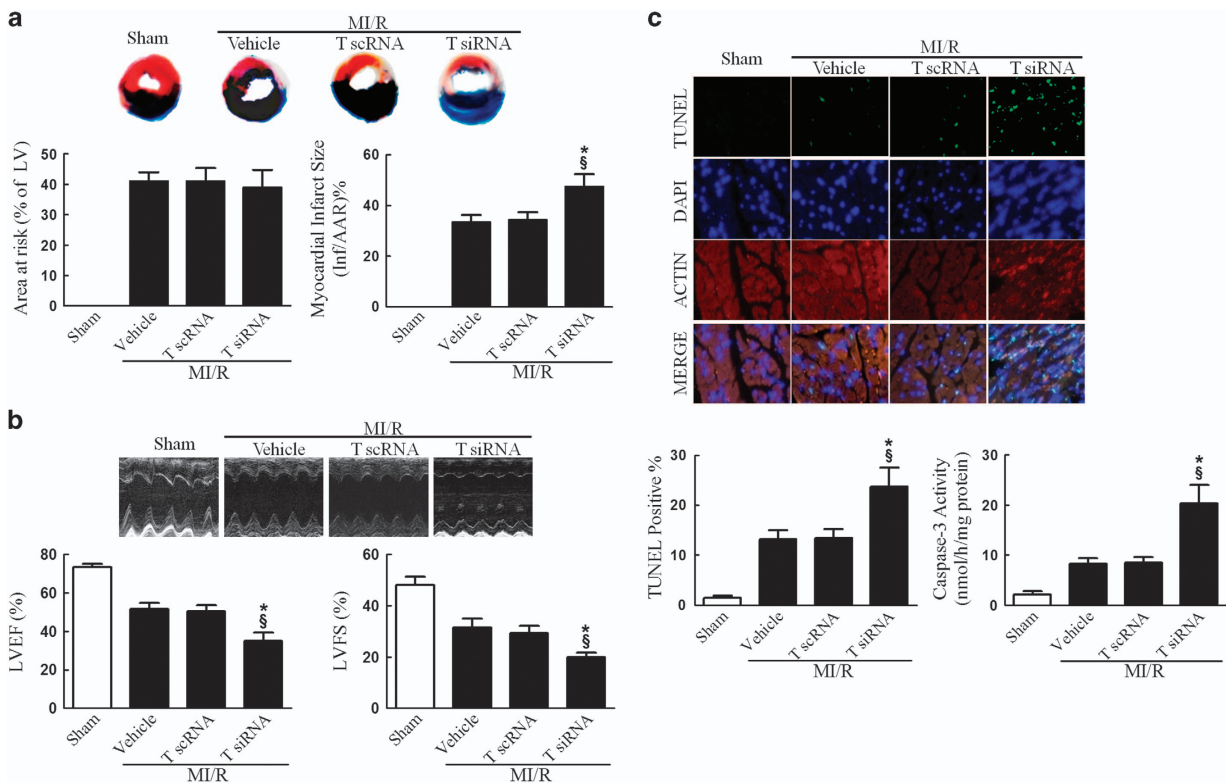 a
MI/R
Sham
Vehicle
T scRNA
T siRNA
Area at risk (% of LV)
50
40
30
20
10
0
Sham
Vehicle
T scRNA
T siRNA
MI/R
Myocardial Infarct Size
(Inf/AAR)%
60
40
20
0
*
§
Sham
Vehicle
T scRNA
T siRNA
MI/R
b
MI/R
Sham
Vehicle
T scRNA
T siRNA
LVEF (%)
80
60
40
20
0
*
§
Sham
Vehicle
T scRNA
T siRNA
MI/R
LVFS (%)
60
40
20
0
*
§
Sham
Vehicle
T scRNA
T siRNA
MI/R
c
MI/R
Sham
Vehicle
T scRNA
T siRNA
TUNEL
DAPI
ACTIN
MERGE
TUNEL Positive %
30
20
10
0
*
§
Sham
Vehicle
T scRNA
T siRNA
MI/R
Caspase-3 Activity
(nmol/h/mg protein)
30
20
10
0
*
§
Sham
Vehicle
T scRNA
T siRNA
MI/R